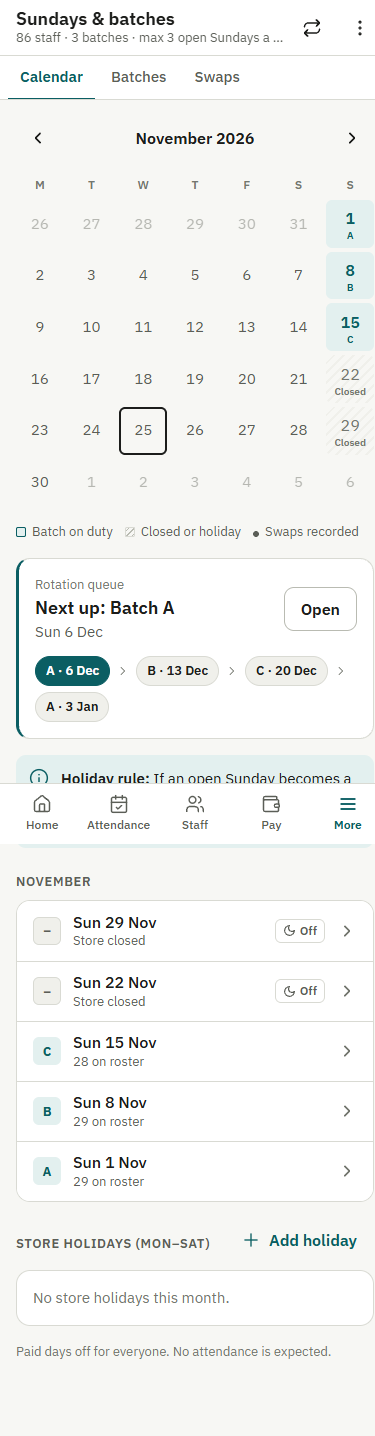 Sundays & batches
86 staff · 3 batches · max 3 open Sundays a ...
Calendar Batches Swaps
November 2026
M T W T F S S
26 27 28 29 30 31 1
A
2 3 4 5 6 7 8
B
9 10 11 12 13 14 15
C
16 17 18 19 20 21 22
Closed
23 24 25 26 27 28 29
Closed
30 1 2 3 4 5 6
Batch on duty Closed or holiday Swaps recorded
Rotation queue
Next up: Batch A
Sun 6 Dec
Open
A · 6 Dec > B · 13 Dec > C · 20 Dec >
A · 3 Jan
Holiday rule: If an open Sunday becomes a
Home Attendance Staff Pay More
NOVEMBER
– Sun 29 Nov
Store closed
Off
– Sun 22 Nov
Store closed
Off
C Sun 15 Nov
28 on roster
B Sun 8 Nov
29 on roster
A Sun 1 Nov
29 on roster
STORE HOLIDAYS (MON–SAT) + Add holiday
No store holidays this month.
Paid days off for everyone. No attendance is expected.